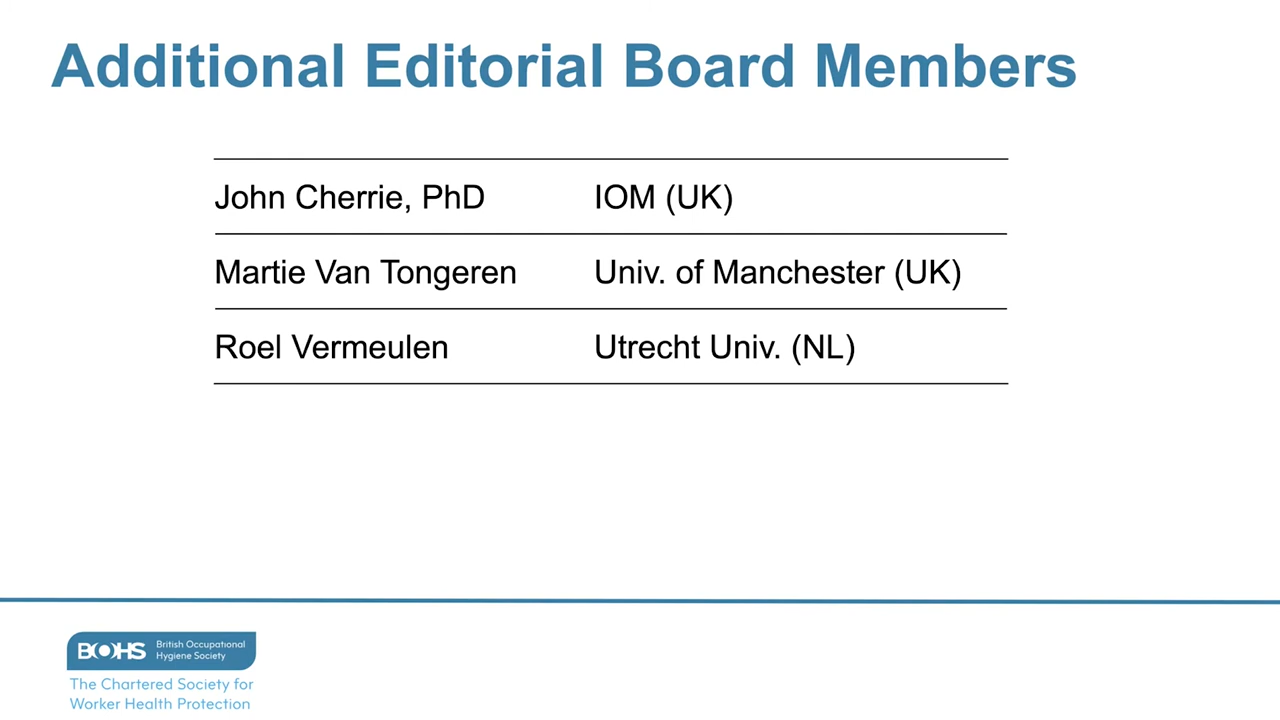 Additional Editorial Board Members
John Cherrie, PhD IOM (UK)
Martie Van Tongeren Univ. of Manchester (UK)
Roel Vermeulen Utrecht Univ. (NL)
BOHS British Occupational
Hygiene Society
The Chartered Society for
Worker Health Protection